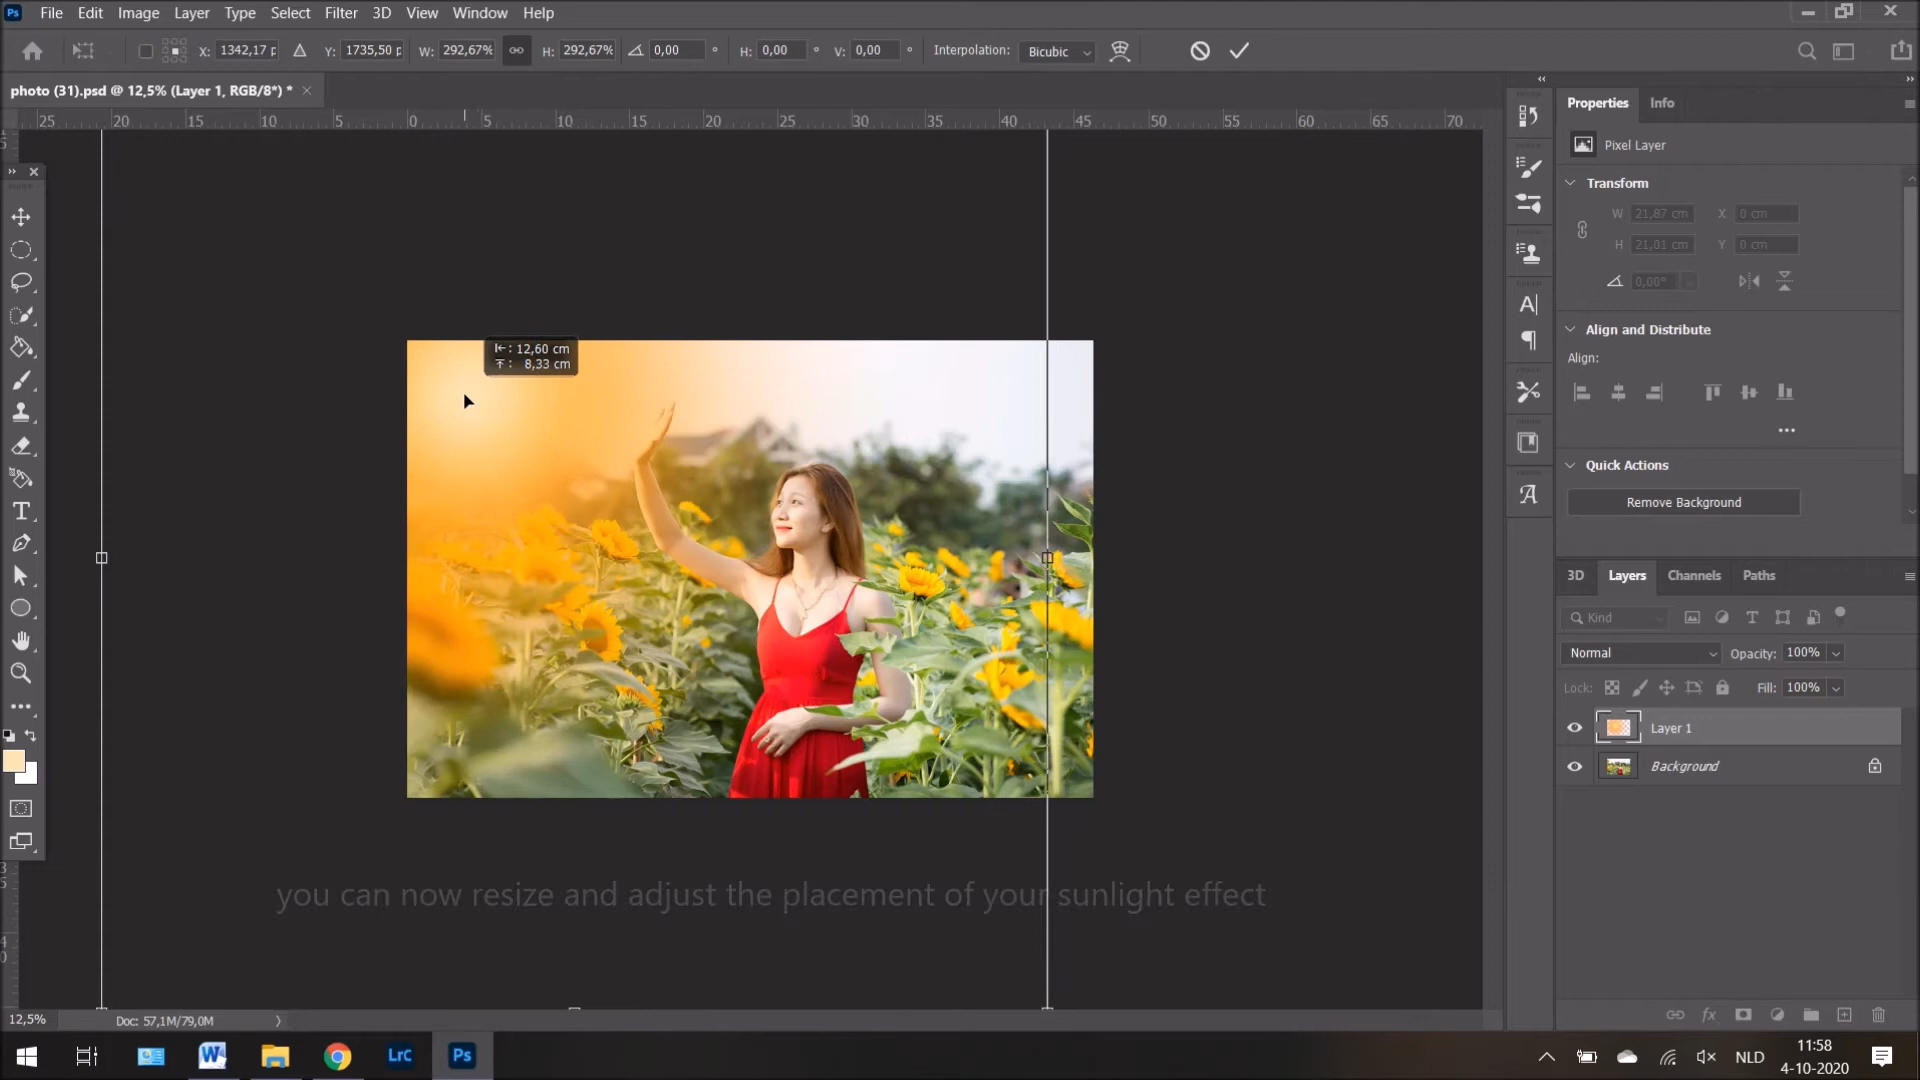 Ps File Edit Image Layer Type Select Filter 3D View Window Help
X: 1342,17 p Y: 1735,50 p W: 292,67% H: 292,67% 0,00 ° H: 0,00 ° V: 0,00 ° Interpolation: Bicubic
photo (31).psd @ 12,5% (Layer 1, RGB/8*) * ×
25 20 15 10 5 0 5 10 15 20 25 30 35 40 45 50 55 60 65 70
Properties Info
Pixel Layer
Transform
W 21,87 cm X 0 cm
H 21,01 cm Y 0 cm
0,00°
Align and Distribute
Align:
Quick Actions
Remove Background
: 12,60 cm
: 8,33 cm
3D Layers Channels Paths
Kind
Normal Opacity: 100%
Lock: Fill: 100%
Layer 1
Background
you can now resize and adjust the placement of your sunlight effect
12,5% Doc: 57,1M/79,0M
W LrC Ps NLD 11:58
4-10-2020